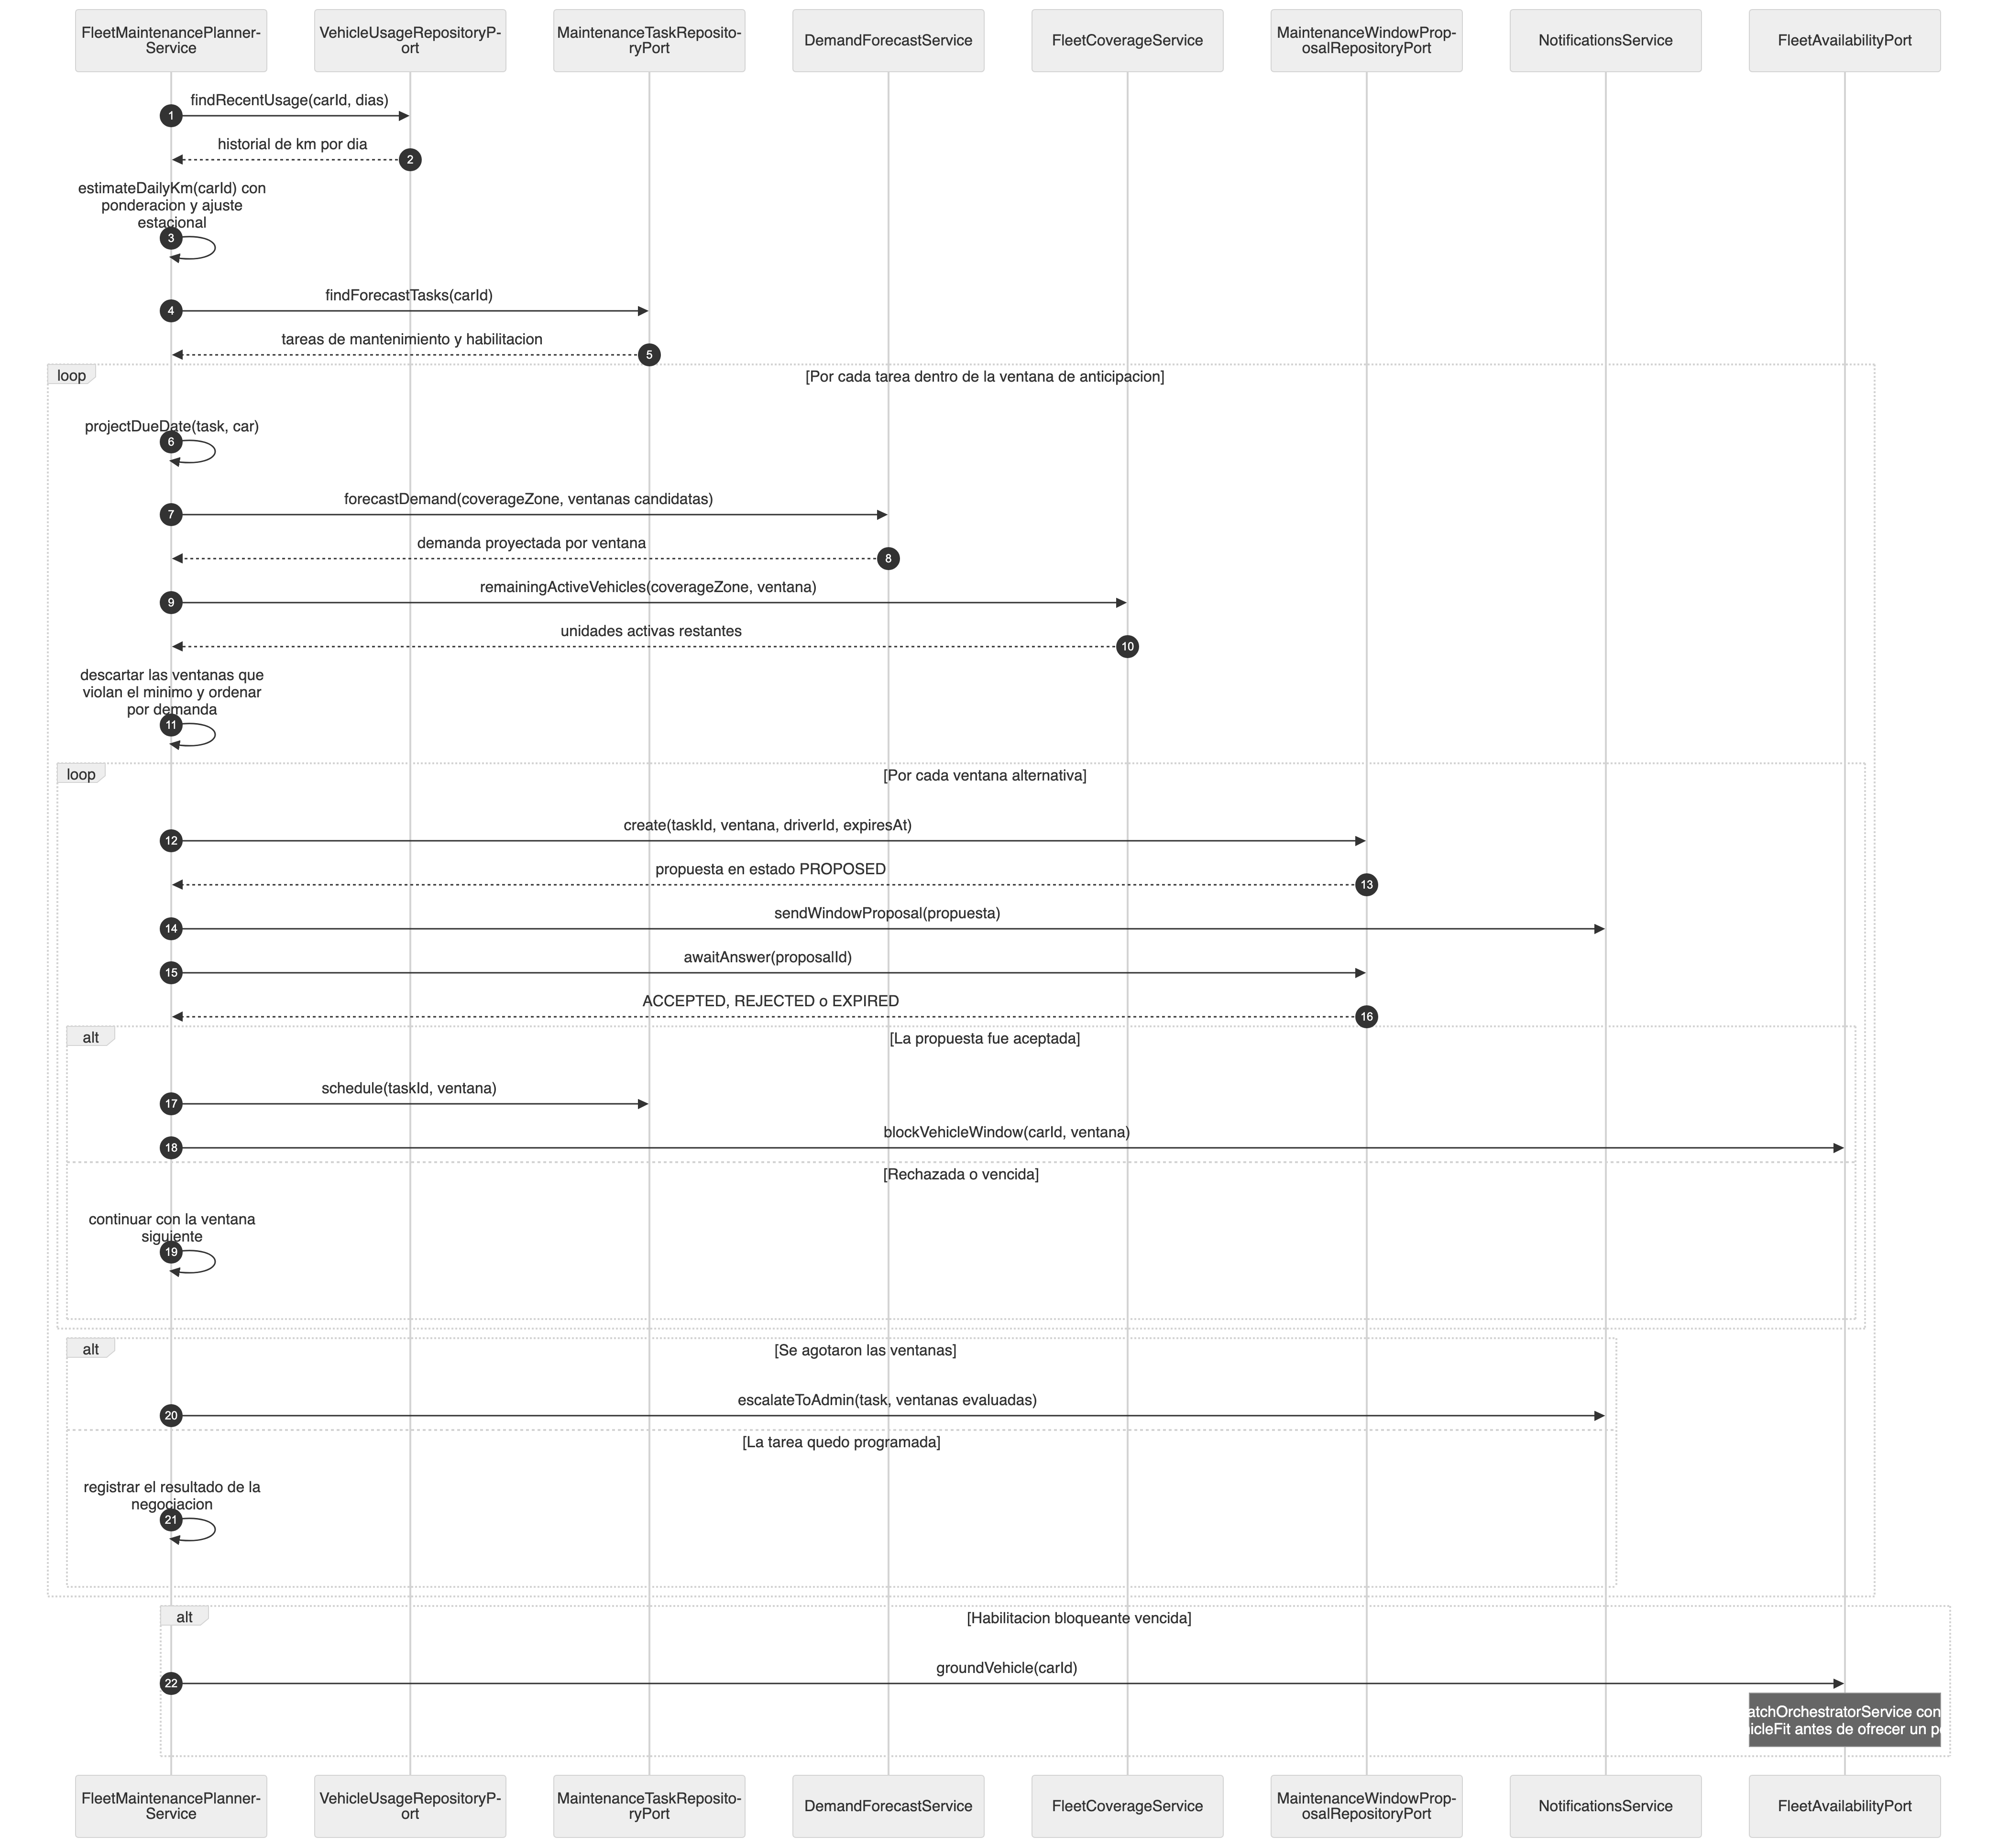 FleetMaintenancePlanner-
Service
VehicleUsageRepositoryP-
ort
MaintenanceTaskReposito-
ryPort
DemandForecastService
FleetCoverageService
MaintenanceWindowProp-
osalRepositoryPort
NotificationsService
FleetAvailabilityPort
findRecentUsage(carId, dias)
1
historial de km por dia
2
estimateDailyKm(carId) con
ponderacion y ajuste
estacional
3
findForecastTasks(carId)
4
tareas de mantenimiento y habilitacion
5
loop
[Por cada tarea dentro de la ventana de anticipacion]
projectDueDate(task, car)
6
forecastDemand(coverageZone, ventanas candidatas)
7
demanda proyectada por ventana
8
remainingActiveVehicles(coverageZone, ventana)
9
unidades activas restantes
10
descartar las ventanas que
violan el minimo y ordenar
por demanda
11
loop
[Por cada ventana alternativa]
create(taskId, ventana, driverId, expiresAt)
12
propuesta en estado PROPOSED
13
sendWindowProposal(propuesta)
14
awaitAnswer(proposalId)
15
ACCEPTED, REJECTED o EXPIRED
16
alt
[La propuesta fue aceptada]
schedule(taskId, ventana)
17
blockVehicleWindow(carId, ventana)
18
[Rechazada o vencida]
continuar con la ventana
siguiente
19
alt
[Se agotaron las ventanas]
escalateToAdmin(task, ventanas evaluadas)
20
[La tarea quedo programada]
registrar el resultado de la
negociacion
21
alt
[Habilitacion bloqueante vencida]
groundVehicle(carId)
22
atchOrchestratorService con
icleFit antes de ofrecer un
FleetMaintenancePlanner-
Service
VehicleUsageRepositoryP-
ort
MaintenanceTaskReposito-
ryPort
DemandForecastService
FleetCoverageService
MaintenanceWindowProp-
osalRepositoryPort
NotificationsService
FleetAvailabilityPort